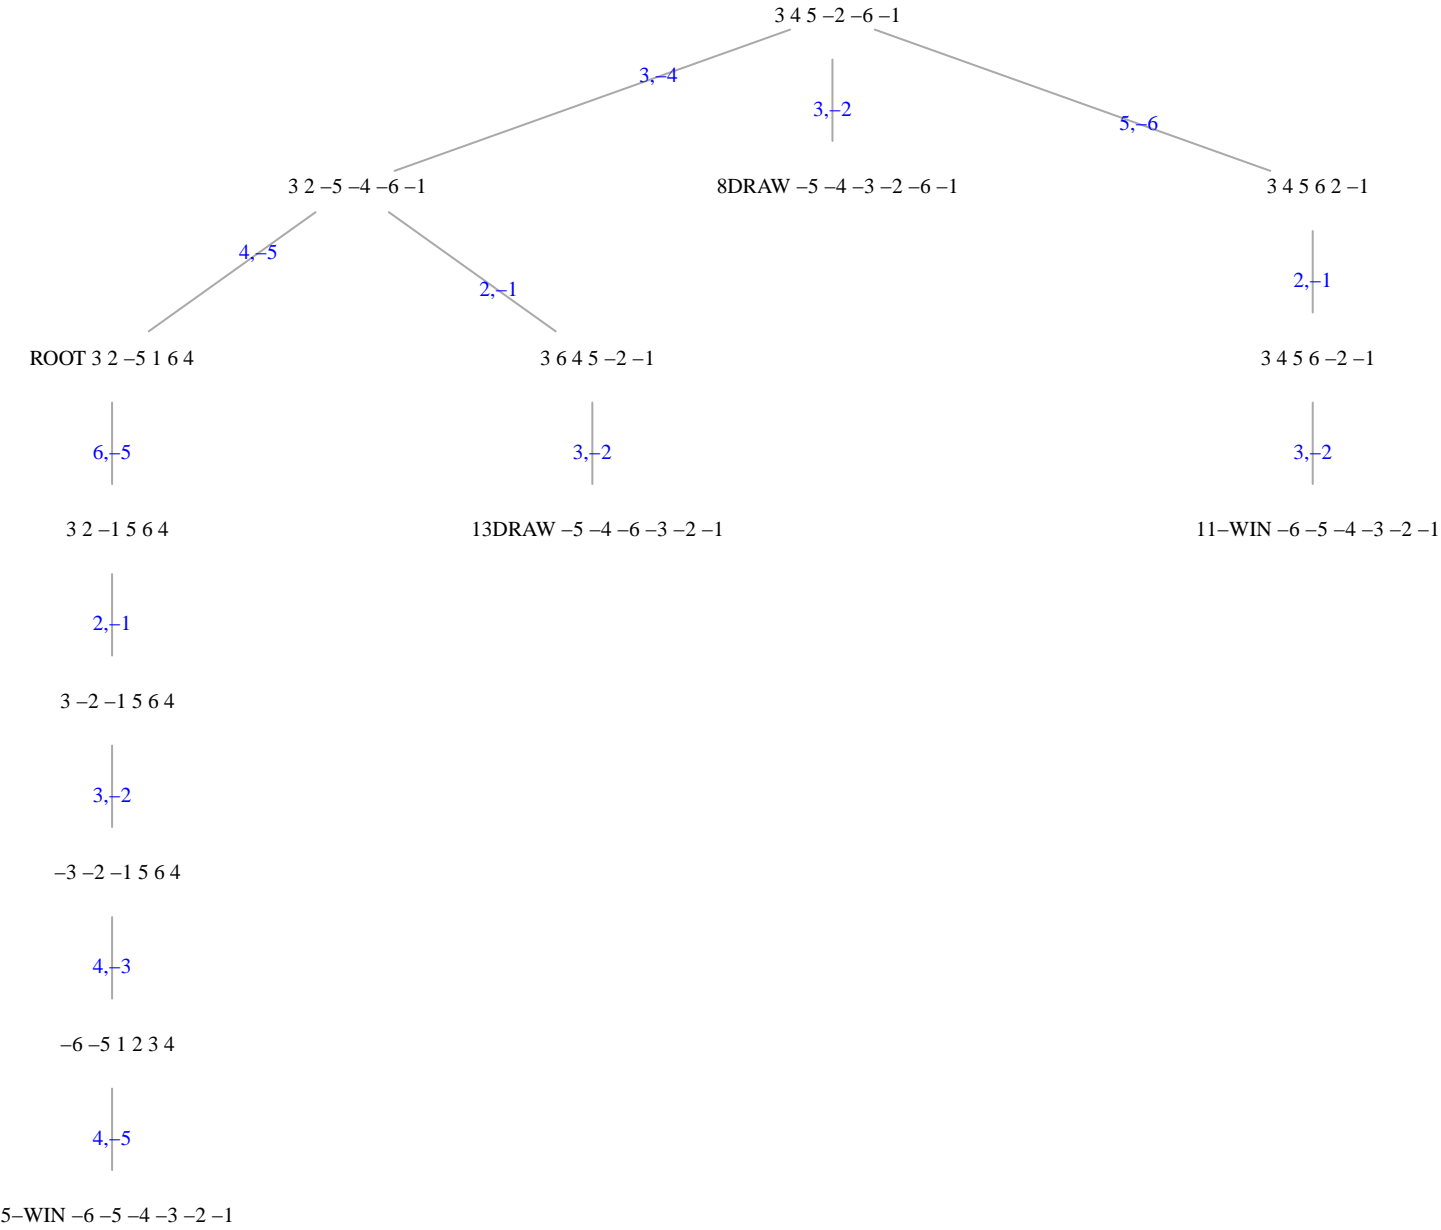 3 4 5 –2 –6 –1
3,–4
3,–2
5,–6
3 2 –5 –4 –6 –1
8DRAW –5 –4 –3 –2 –6 –1
3 4 5 6 2 –1
4,–5
2,–1
2,–1
ROOT 3 2 –5 1 6 4
3 6 4 5 –2 –1
3 4 5 6 –2 –1
6,–5
3,–2
3,–2
3 2 –1 5 6 4
13DRAW –5 –4 –6 –3 –2 –1
11–WIN –6 –5 –4 –3 –2 –1
2,–1
3 –2 –1 5 6 4
3,–2
–3 –2 –1 5 6 4
4,–3
–6 –5 1 2 3 4
4,–5
5–WIN –6 –5 –4 –3 –2 –1